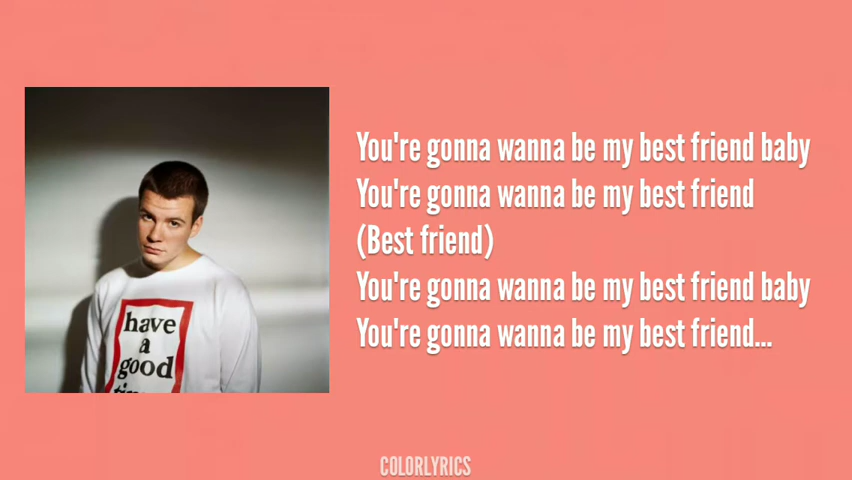 have
a
good
You're gonna wanna be my best friend baby
You're gonna wanna be my best friend
(Best friend)
You're gonna wanna be my best friend baby
You're gonna wanna be my best friend...
COLORLYRICS